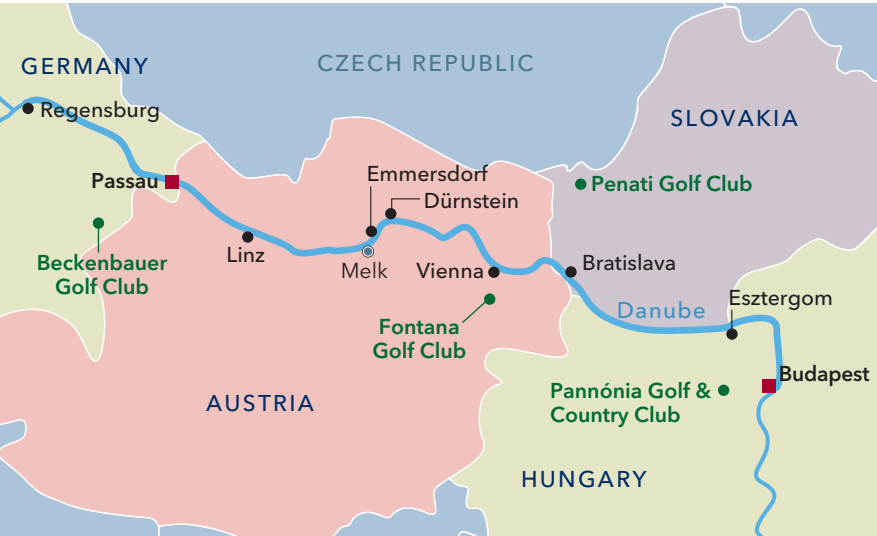 GERMANY
CZECH REPUBLIC
SLOVAKIA
Regensburg
Passau
Emmersdorf
Dürnstein
Penati Golf Club
Linz
Melk
Vienna
Bratislava
Beckenbauer
Golf Club
Fontana
Golf Club
Danube
Esztergom
Budapest
Pannónia Golf &
Country Club
AUSTRIA
HUNGARY